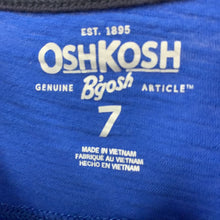 EST. 1895
OSHKOSH
GENUINE B'gosh ARTICLE™
7
MADE IN VIETNAM
FABRIQUÉ AU VIETNAM
HECHO EN VIETNAM